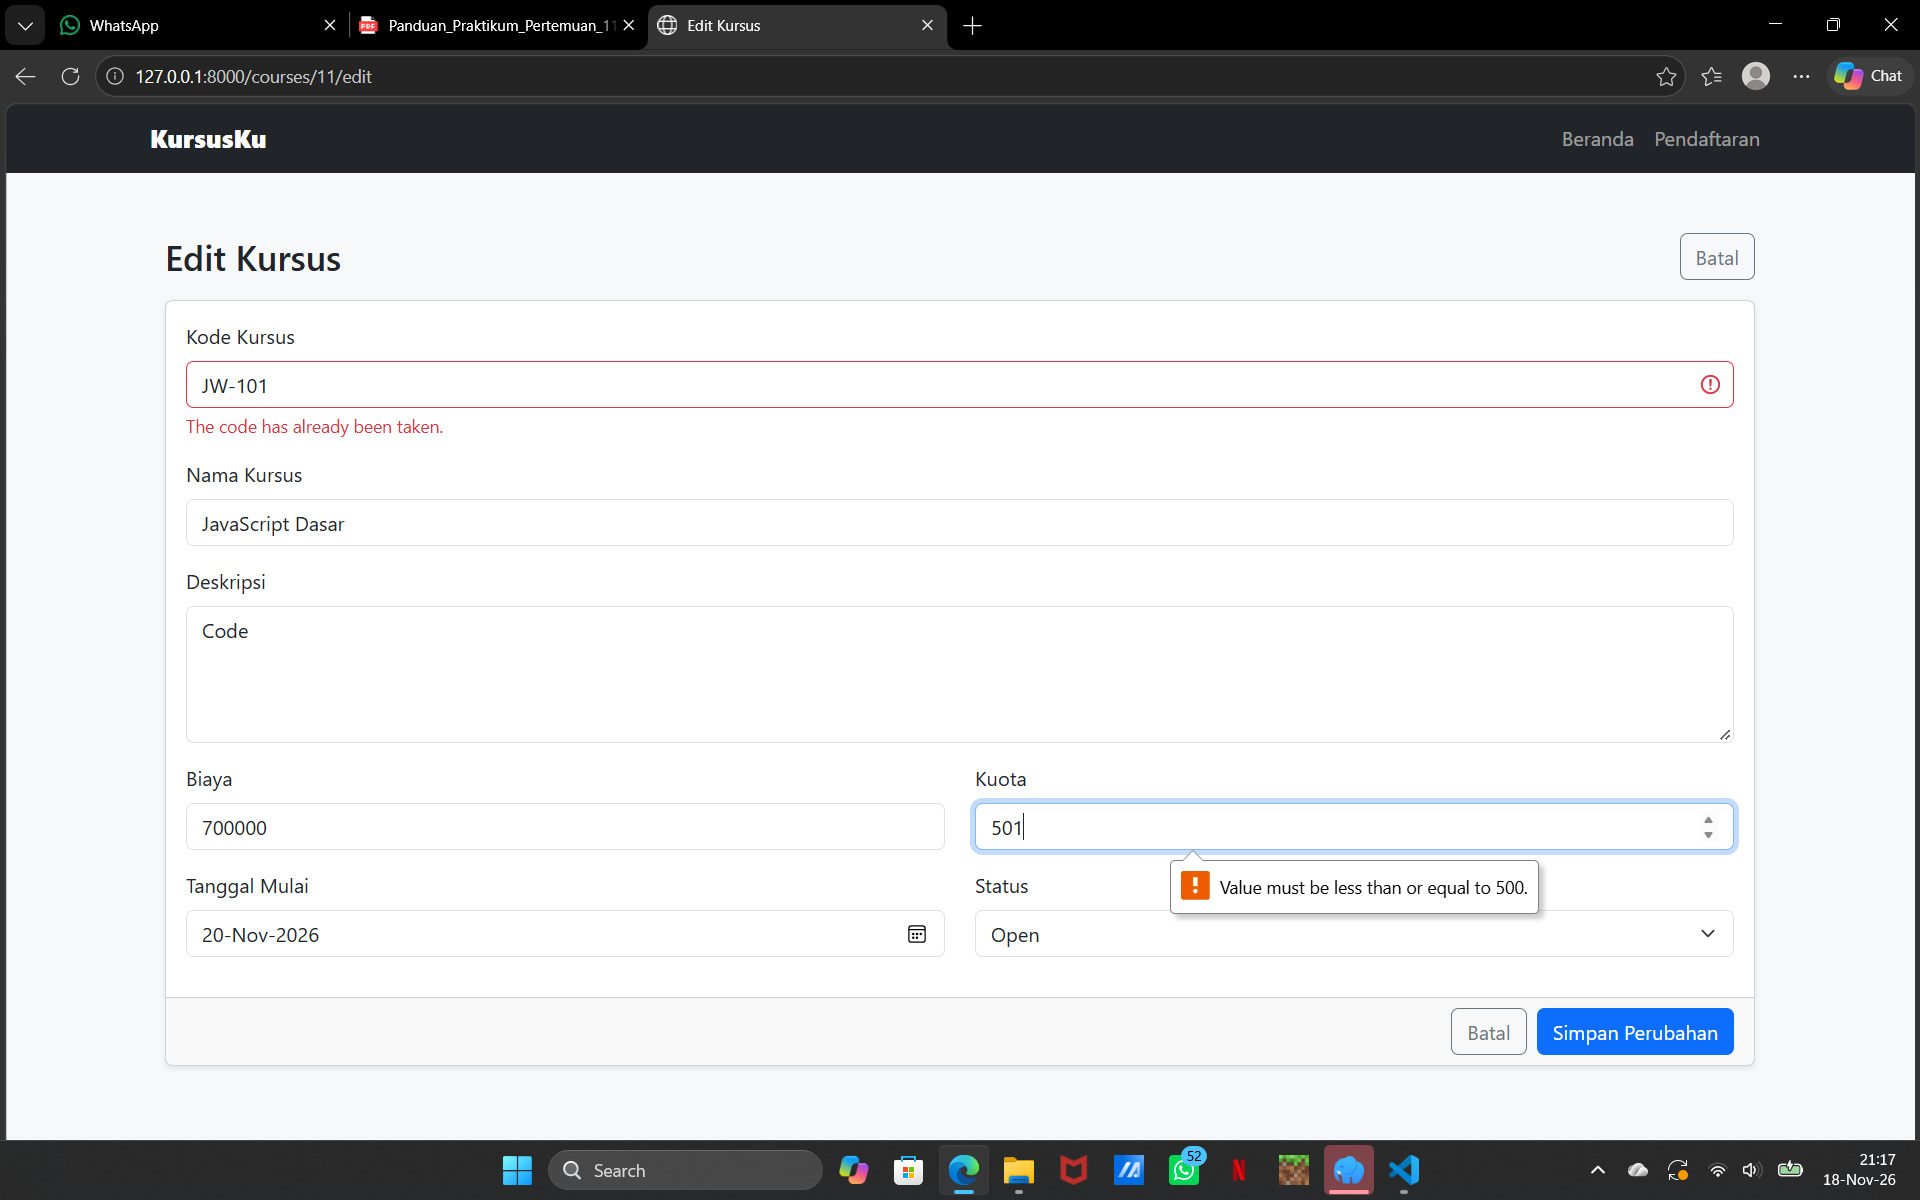 WhatsApp
Panduan_Praktikum_Pertemuan_11
Edit Kursus
127.0.0.1:8000/courses/11/edit
Chat
KursusKu
Beranda
Pendaftaran
Edit Kursus
Batal
Kode Kursus
JW-101
The code has already been taken.
Nama Kursus
JavaScript Dasar
Deskripsi
Code
Biaya
Kuota
700000
501
Value must be less than or equal to 500.
Tanggal Mulai
Status
20-Nov-2026
Open
Batal
Simpan Perubahan
Search
52
21:17
18-Nov-26